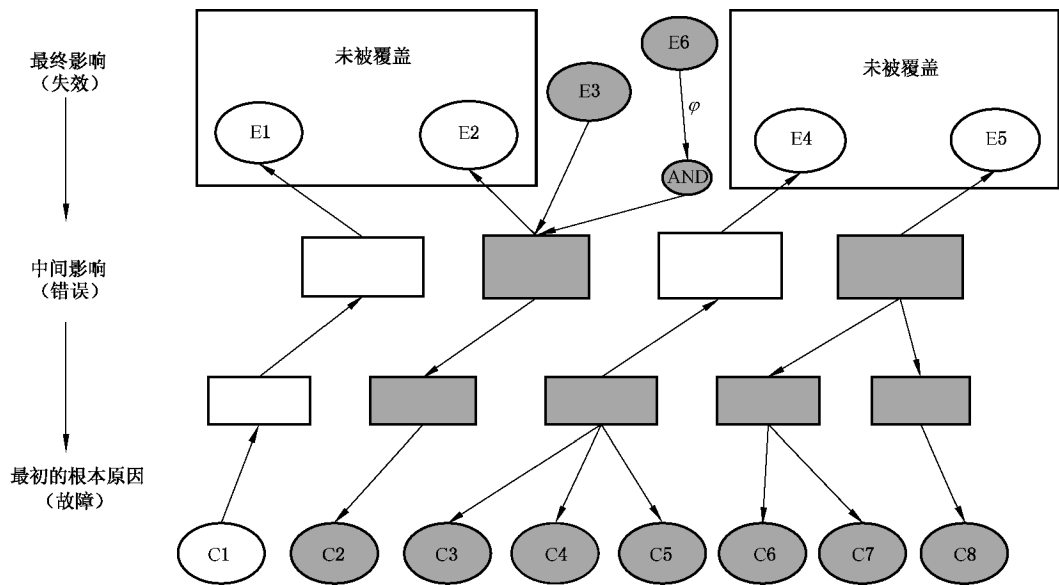 最终影响
（失效）
未被覆盖
E1
E2
E3
E6
φ
AND
未被覆盖
E4
E5
中间影响
（错误）
最初的根本原因
（故障）
C1
C2
C3
C4
C5
C6
C7
C8